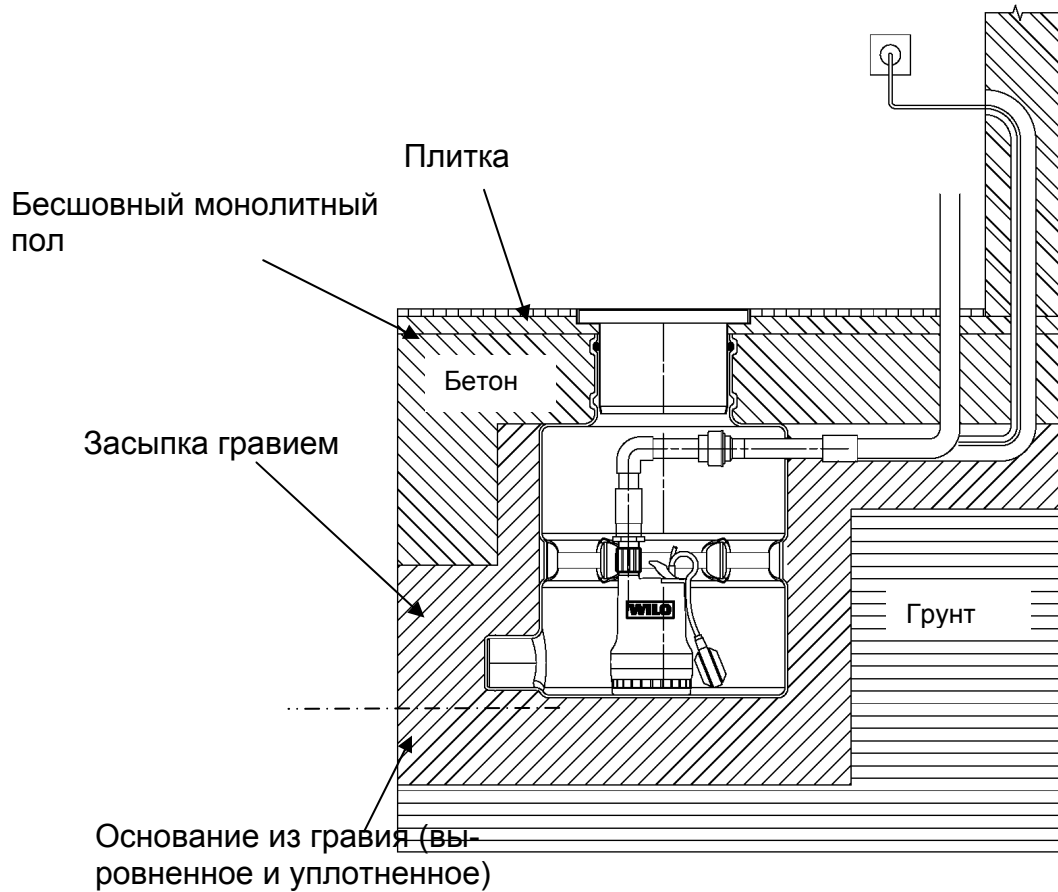 Плитка
Бесшовный монолитный
пол
Бетон
Засыпка гравием
WILO
Грунт
Основание из гравия (вы-
ровненное и уплотненное)